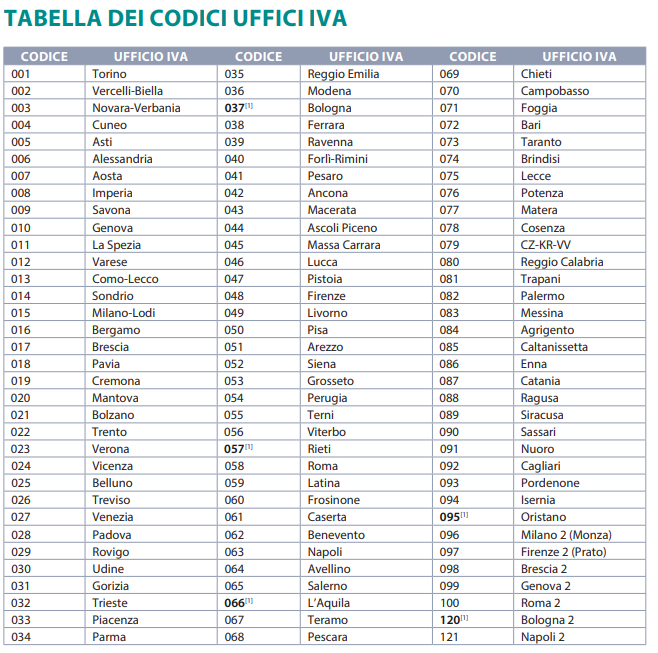 TABELLA DEI CODICI UFFICI IVA
CODICE UFFICIO IVA CODICE UFFICIO IVA CODICE UFFICIO IVA
001 Torino 035 Reggio Emilia 069 Chieti
002 Vercelli-Biella 036 Modena 070 Campobasso
003 Novara-Verbania 037[1] Bologna 071 Foggia
004 Cuneo 038 Ferrara 072 Bari
005 Asti 039 Ravenna 073 Taranto
006 Alessandria 040 Forlì-Rimini 074 Brindisi
007 Aosta 041 Pesaro 075 Lecce
008 Imperia 042 Ancona 076 Potenza
009 Savona 043 Macerata 077 Matera
010 Genova 044 Ascoli Piceno 078 Cosenza
011 La Spezia 045 Massa Carrara 079 CZ-KR-VV
012 Varese 046 Lucca 080 Reggio Calabria
013 Como-Lecco 047 Pistoia 081 Trapani
014 Sondrio 048 Firenze 082 Palermo
015 Milano-Lodi 049 Livorno 083 Messina
016 Bergamo 050 Pisa 084 Agrigento
017 Brescia 051 Arezzo 085 Caltanissetta
018 Pavia 052 Siena 086 Enna
019 Cremona 053 Grosseto 087 Catania
020 Mantova 054 Perugia 088 Ragusa
021 Bolzano 055 Terni 089 Siracusa
022 Trento 056 Viterbo 090 Sassari
023 Verona 057[1] Rieti 091 Nuoro
024 Vicenza 058 Roma 092 Cagliari
025 Belluno 059 Latina 093 Pordenone
026 Treviso 060 Frosinone 094 Isernia
027 Venezia 061 Caserta 095[1] Oristano
028 Padova 062 Benevento 096 Milano 2 (Monza)
029 Rovigo 063 Napoli 097 Firenze 2 (Prato)
030 Udine 064 Avellino 098 Brescia 2
031 Gorizia 065 Salerno 099 Genova 2
032 Trieste 066[1] L'Aquila 100 Roma 2
033 Piacenza 067 Teramo 120[1] Bologna 2
034 Parma 068 Pescara 121 Napoli 2